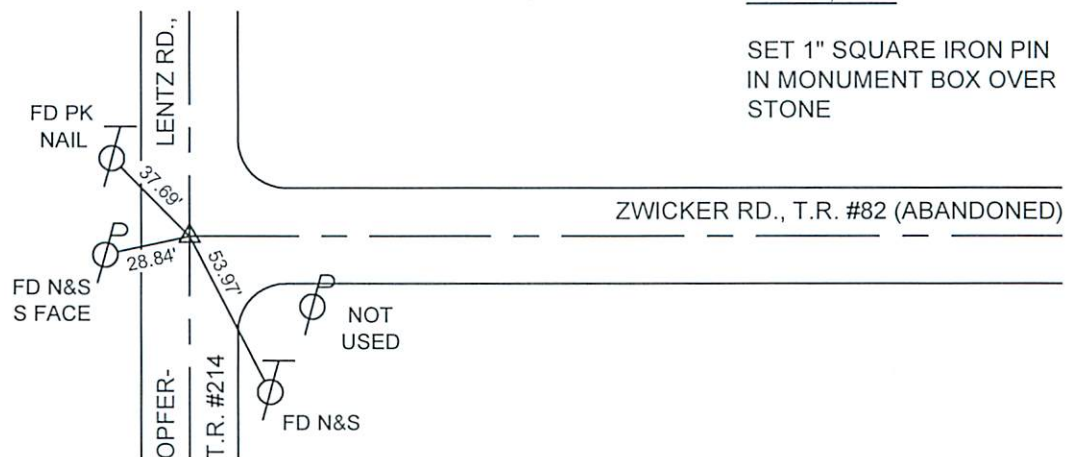 SET 1" SQUARE IRON PIN
IN MONUMENT BOX OVER
STONE
LENTZ RD.,
FD PK
NAIL
37.69'
ZWICKER RD., T.R. #82 (ABANDONED)
28.84'
53.97'
FD N&S
S FACE
NOT
USED
OPFER-
T.R. #214
FD N&S